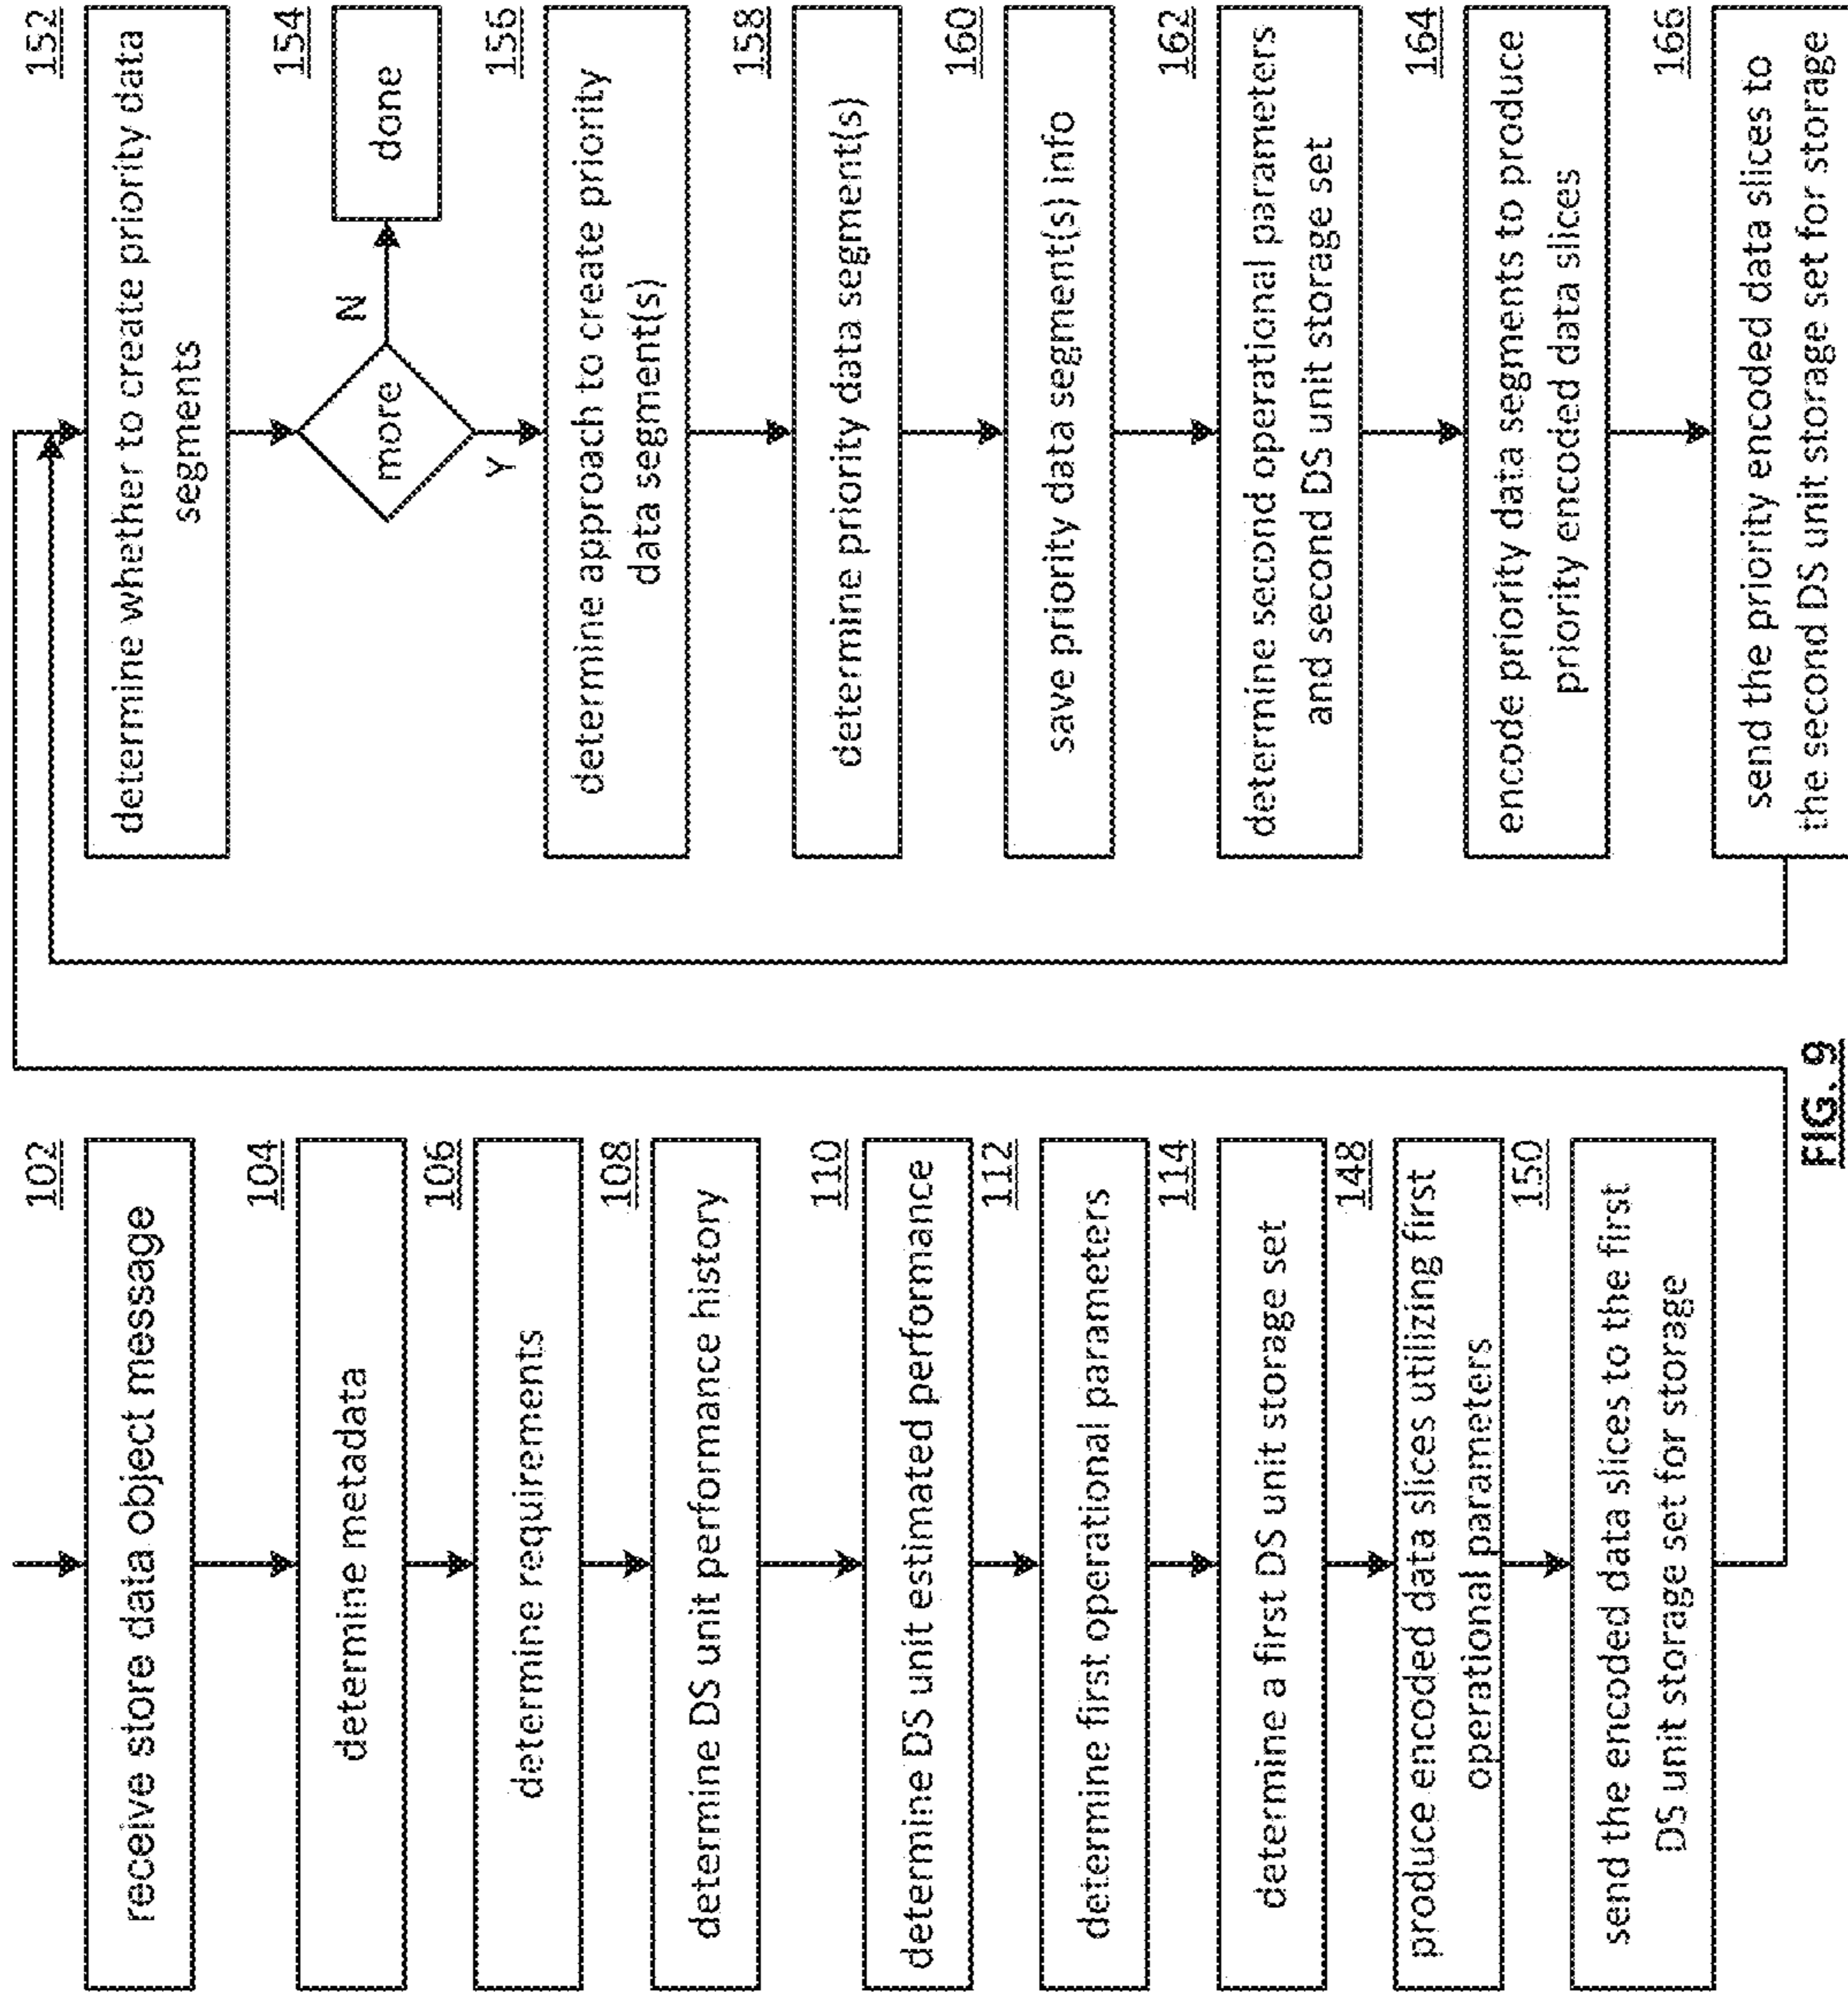 102
receive store data object message
104
determine metadata
106
determine requirements
108
determine DS unit performance history
110
determine DS unit estimated performance
112
determine first operational parameters
114
determine a first DS unit storage set
148
produce encoded data slices utilizing first
operational parameters
150
send the encoded data slices to the first
DS unit storage set for storage
152
determine whether to create priority data
segments
154
more
N
done
Y
156
determine approach to create priority
data segment(s)
158
determine priority data segment(s)
160
save priority data segment(s) info
162
determine second operational parameters
and second DS unit storage set
164
encode priority data segments to produce
priority encoded data slices
166
send the priority encoded data slices to
the second DS unit storage set for storage
FIG. 9